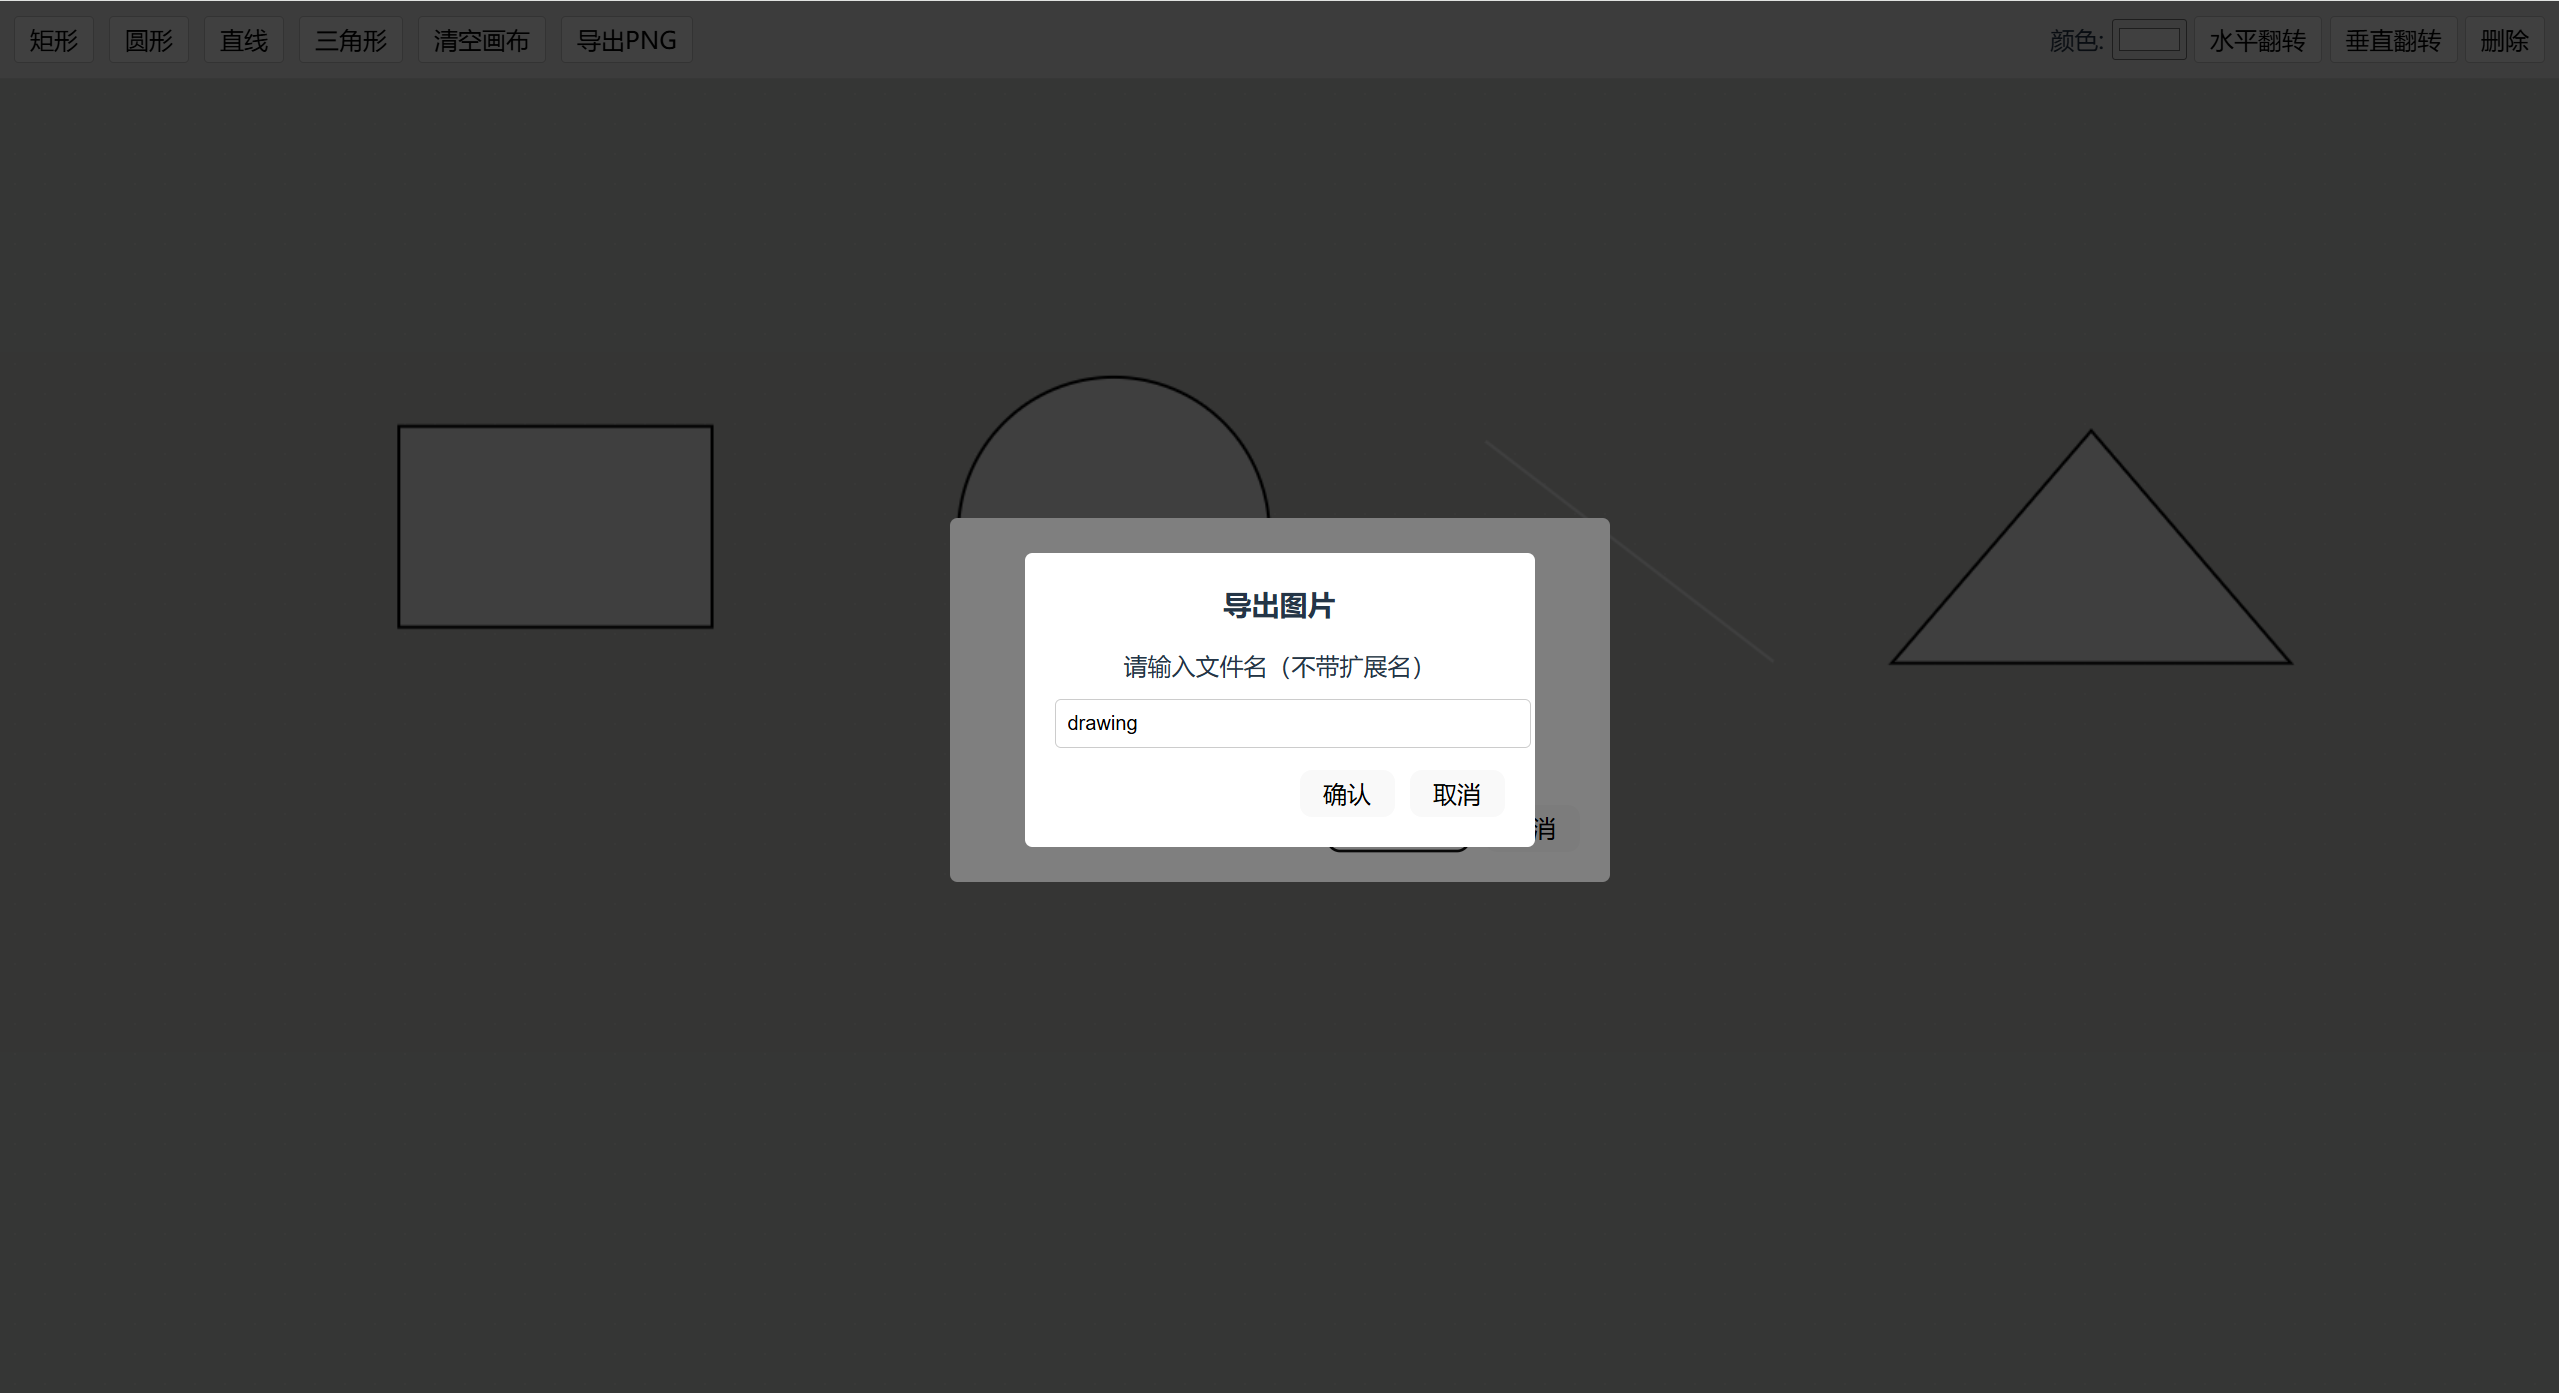 矩形 圆形 直线 三角形 清空画布 导出PNG 颜色: 水平翻转 垂直翻转 删除
导出图片
请输入文件名（不带扩展名）
drawing
确认 取消
消